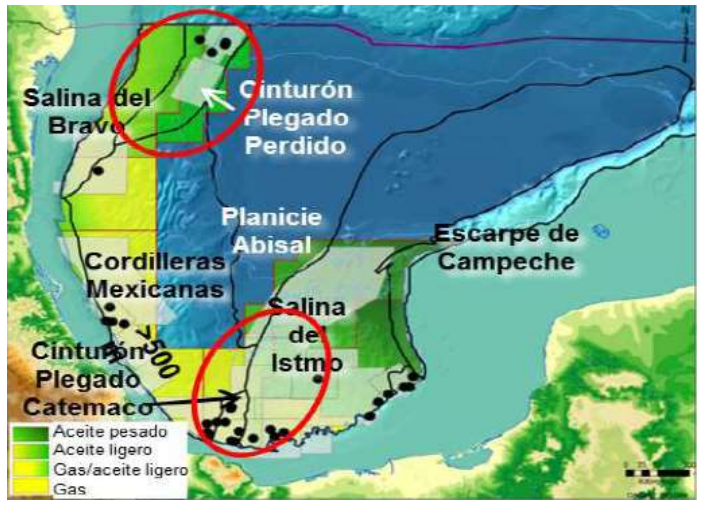 Salina del
Bravo
Cinturón
Plegado
Perdido
Planicie
Abisal
Escarpe de
Campeche
Cordilleras
Mexicanas
Salina
del
Istmo
>500
Cinturón
Plegado
Catemaco
Aceite pesado
Aceite ligero
Gas/aceite ligero
Gas